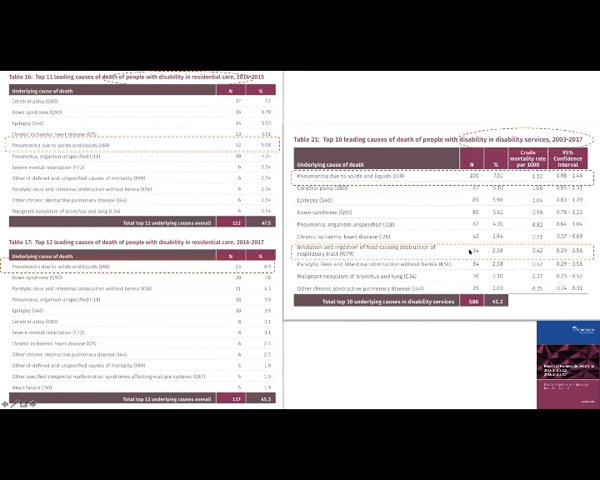 Table 16: Top 11 leading causes of death of people with disability in residential care, 2014-2015
Underlying cause of death N %
Cerebral palsy (G80) 17 7.2
Down syndrome (Q90) 16 6.78
Epilepsy (G40) 14 5.93
Chronic ischaemic heart disease (I25) 13 5.51
Pneumonitis due to solids and liquids (J69) 12 5.08
Pneumonia, organism unspecified (J18) 10 4.24
Severe mental retardation (F72) 6 2.54
Other ill-defined and unspecified causes of mortality (R99) 6 2.54
Paralytic ileus and intestinal obstruction without hernia (K56) 6 2.54
Other chronic obstructive pulmonary disease (J44) 6 2.54
Malignant neoplasm of bronchus and lung (C34) 6 2.54
Total top 11 underlying causes overall 112 47.5
Table 17: Top 12 leading causes of death of people with disability in residential care, 2016-2017
Underlying cause of death N %
Pneumonitis due to solids and liquids (J69) 23 8.9
Down syndrome (Q90) 20 7.8
Paralytic ileus and intestinal obstruction without hernia (K56) 11 4.3
Pneumonia, organism unspecified (J18) 10 3.9
Epilepsy (G40) 10 3.9
Cerebral palsy (G80) 8 3.1
Severe mental retardation (F72) 8 3.1
Chronic ischaemic heart disease (I25) 6 2.3
Other chronic obstructive pulmonary disease (J44) 6 2.3
Other ill-defined and unspecified causes of mortality (R99) 5 1.9
Other specified congenital malformation syndromes affecting multiple systems (Q87) 5 1.9
Heart failure (I50) 5 1.9
Total top 12 underlying causes overall 117 45.3
Table 21: Top 10 leading causes of death of people with disability in disability services, 2003-2017
Underlying cause of death N % Crude mortality rate per 1000 95% Confidence Interval
Pneumonitis due to solids and liquids (J69) 100 7.01 1.22
Cerebral palsy (G80)
Epilepsy (G40) 85 5.96 1.04 0.83 - 1.29
Down syndrome (Q90) 80 5.61 0.98 0.78 - 1.22
Pneumonia, organism unspecified (J18) 67 4.70 0.82 0.64 - 1.04
Chronic ischaemic heart disease (I25) 42 2.94 0.51 0.37 - 0.69
Inhalation and ingestion of food causing obstruction of
respiratory tract (W79) 34 2.38 0.42 0.29 - 0.58
Paralytic ileus and intestinal obstruction without hernia (K56) 34 2.38 0.42 0.29 - 0.58
Malignant neoplasm of bronchus and lung (C34) 30 2.10 0.37 0.25 - 0.52
Other chronic obstructive pulmonary disease (J44) 29 2.03 0.35
Total top 10 underlying causes in disability services 588 41.2